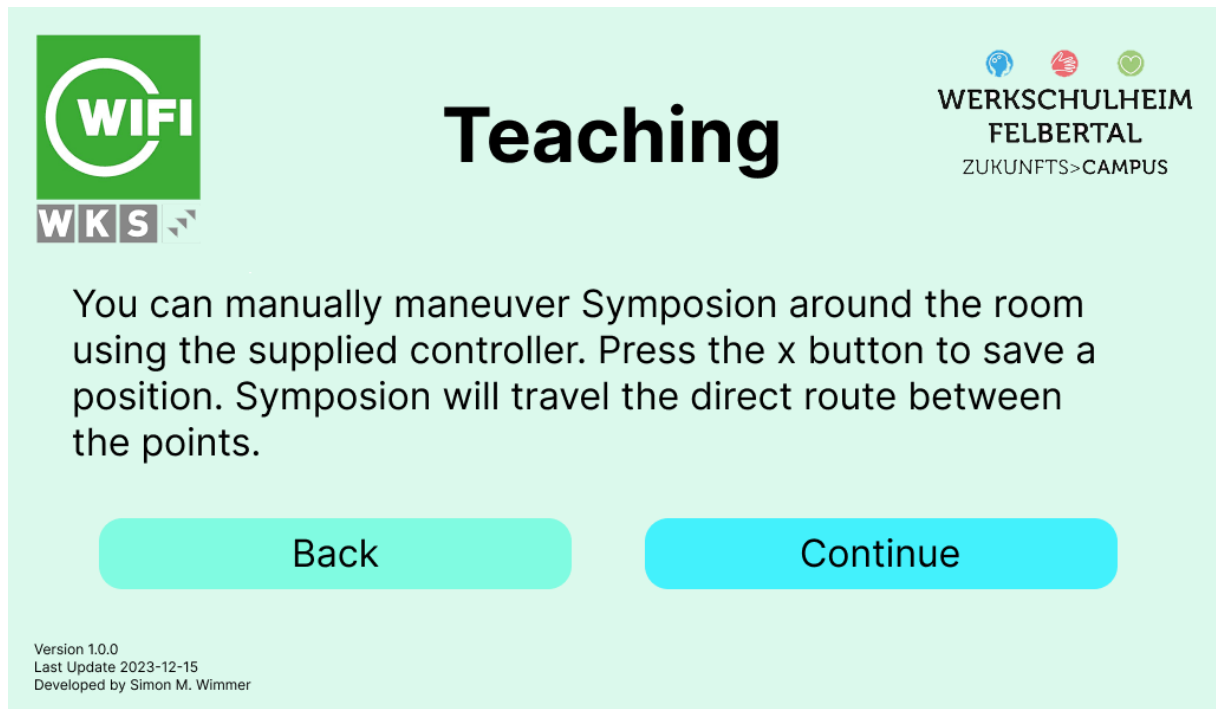 WIFI
WKS
Teaching
WERKSCHULHEIM
FELBERTAL
ZUKUNFTS>CAMPUS
You can manually maneuver Symposion around the room
using the supplied controller. Press the x button to save a
position. Symposion will travel the direct route between
the points.
Back
Continue
Version 1.0.0
Last Update 2023-12-15
Developed by Simon M. Wimmer